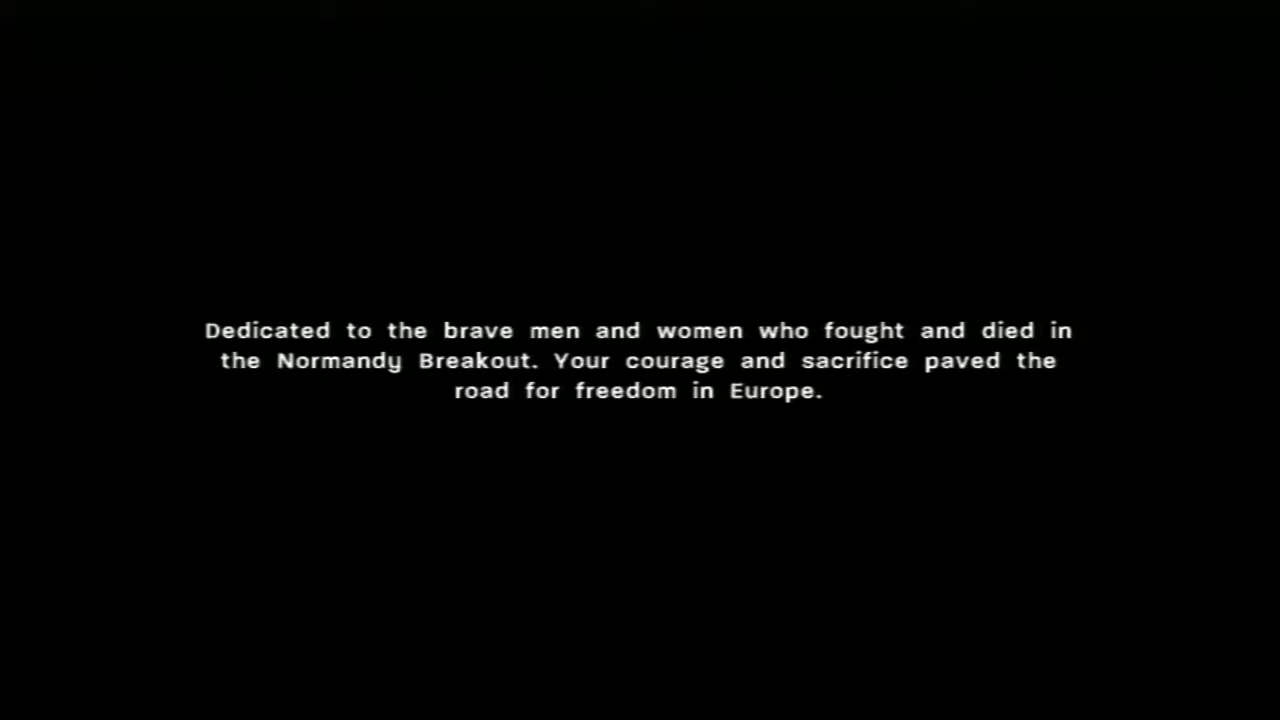 Dedicated to the brave men and women who fought and died in
the Normandy Breakout. Your courage and sacrifice paved the
road for freedom in Europe.